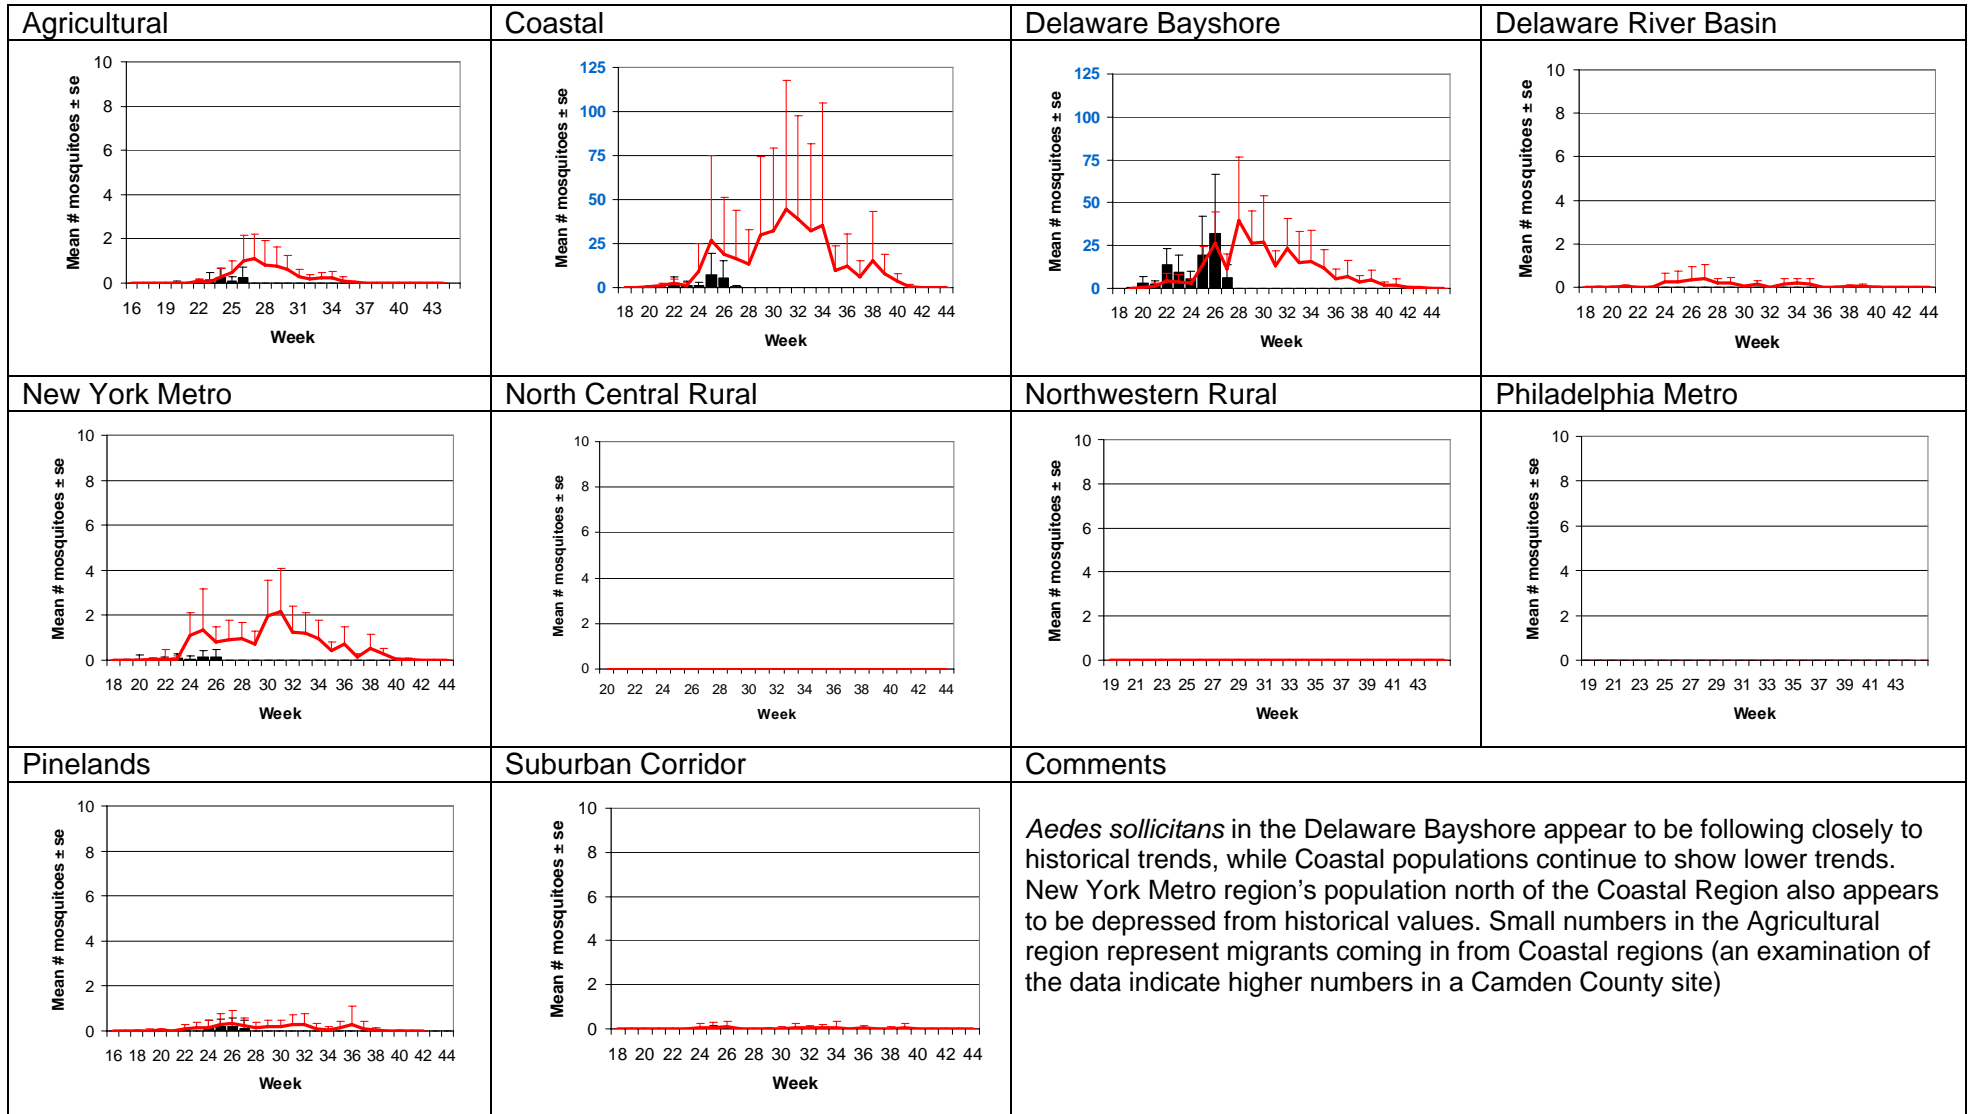 Agricultural
Mean # mosquitoes ± se
10
8
6
4
2
0
16 19 22 25 28 31 34 37 40 43
Week
Coastal
Mean # mosquitoes ± se
125
100
75
50
25
0
18 20 22 24 26 28 30 32 34 36 38 40 42 44
Week
Delaware Bayshore
Mean # mosquitoes ± se
125
100
75
50
25
0
18 20 22 24 26 28 30 32 34 36 38 40 42 44
Week
Delaware River Basin
Mean # mosquitoes ± se
10
8
6
4
2
0
18 20 22 24 26 28 30 32 34 36 38 40 42 44
Week
New York Metro
Mean # mosquitoes ± se
10
8
6
4
2
0
18 20 22 24 26 28 30 32 34 36 38 40 42 44
Week
North Central Rural
Mean # mosquitoes ± se
10
8
6
4
2
0
20 22 24 26 28 30 32 34 36 38 40 42 44
Week
Northwestern Rural
Mean # mosquitoes ± se
10
8
6
4
2
0
19 21 23 25 27 29 31 33 35 37 39 41 43
Week
Philadelphia Metro
Mean # mosquitoes ± se
10
8
6
4
2
0
19 21 23 25 27 29 31 33 35 37 39 41 43
Week
Pinelands
Mean # mosquitoes ± se
10
8
6
4
2
0
16 18 20 22 24 26 28 30 32 34 36 38 40 42 44
Week
Suburban Corridor
Mean # mosquitoes ± se
10
8
6
4
2
0
18 20 22 24 26 28 30 32 34 36 38 40 42 44
Week
Comments
Aedes sollicitans in the Delaware Bayshore appear to be following closely to
historical trends, while Coastal populations continue to show lower trends.
New York Metro region's population north of the Coastal Region also appears
to be depressed from historical values. Small numbers in the Agricultural
region represent migrants coming in from Coastal regions (an examination of
the data indicate higher numbers in a Camden County site)